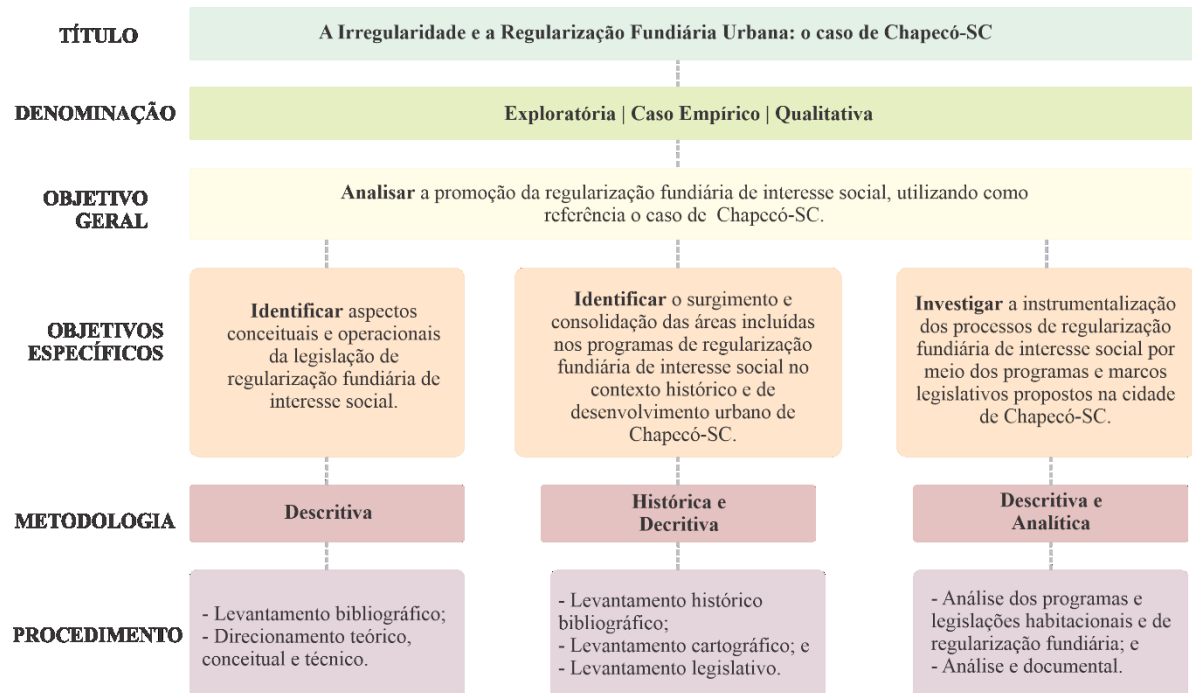 TÍTULO
A Irregularidade e a Regularização Fundiária Urbana: o caso de Chapecó-SC
DENOMINAÇÃO
Exploratória | Caso Empírico | Qualitativa
OBJETIVO
GERAL
Analisar a promoção da regularização fundiária de interesse social, utilizando como
referência o caso de Chapecó-SC.
OBJETIVOS
ESPECÍFICOS
Identificar aspectos
conceituais e operacionais
da legislação de
regularização fundiária de
interesse social.
Identificar o surgimento e
consolidação das áreas incluídas
nos programas de regularização
fundiária de interesse social no
contexto histórico e de
desenvolvimento urbano de
Chapecó-SC.
Investigar a instrumentalização
dos processos de regularização
fundiária de interesse social por
meio dos programas e marcos
legislativos propostos na cidade
de Chapecó-SC.
METODOLOGIA
Descritiva
Histórica e
Decritiva
Descritiva e
Analítica
PROCEDIMENTO
- Levantamento bibliográfico;
- Direcionamento teórico,
conceitual e técnico.
- Levantamento histórico
bibliográfico;
- Levantamento cartográfico; e
- Levantamento legislativo.
- Análise dos programas e
legislações habitacionais e de
regularização fundiária; e
- Análise e documental.